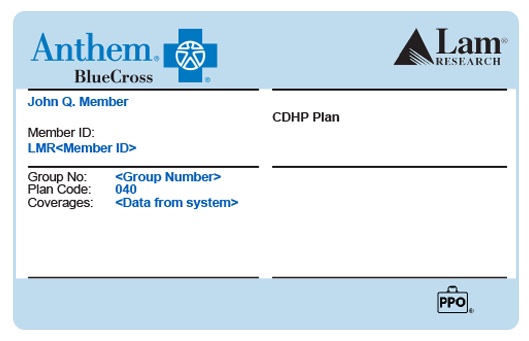 Anthem®
BlueCross
®
Lam®
RESEARCH
John Q. Member
CDHP Plan
Member ID:
LMR<Member ID>
Group No: <Group Number>
Plan Code: 040
Coverages: <Data from system>
PPO®